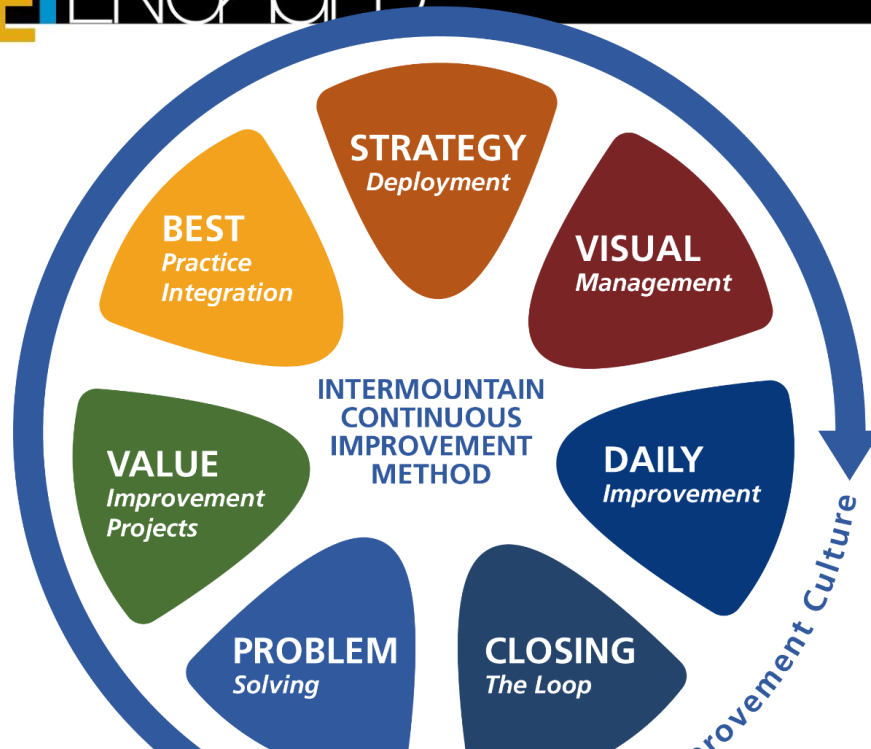 STRATEGY
Deployment
VISUAL
Management
DAILY
Improvement
CLOSING
The Loop
PROBLEM
Solving
VALUE
Improvement
Projects
BEST
Practice
Integration
INTERMOUNTAIN
CONTINUOUS
IMPROVEMENT
METHOD
Culture